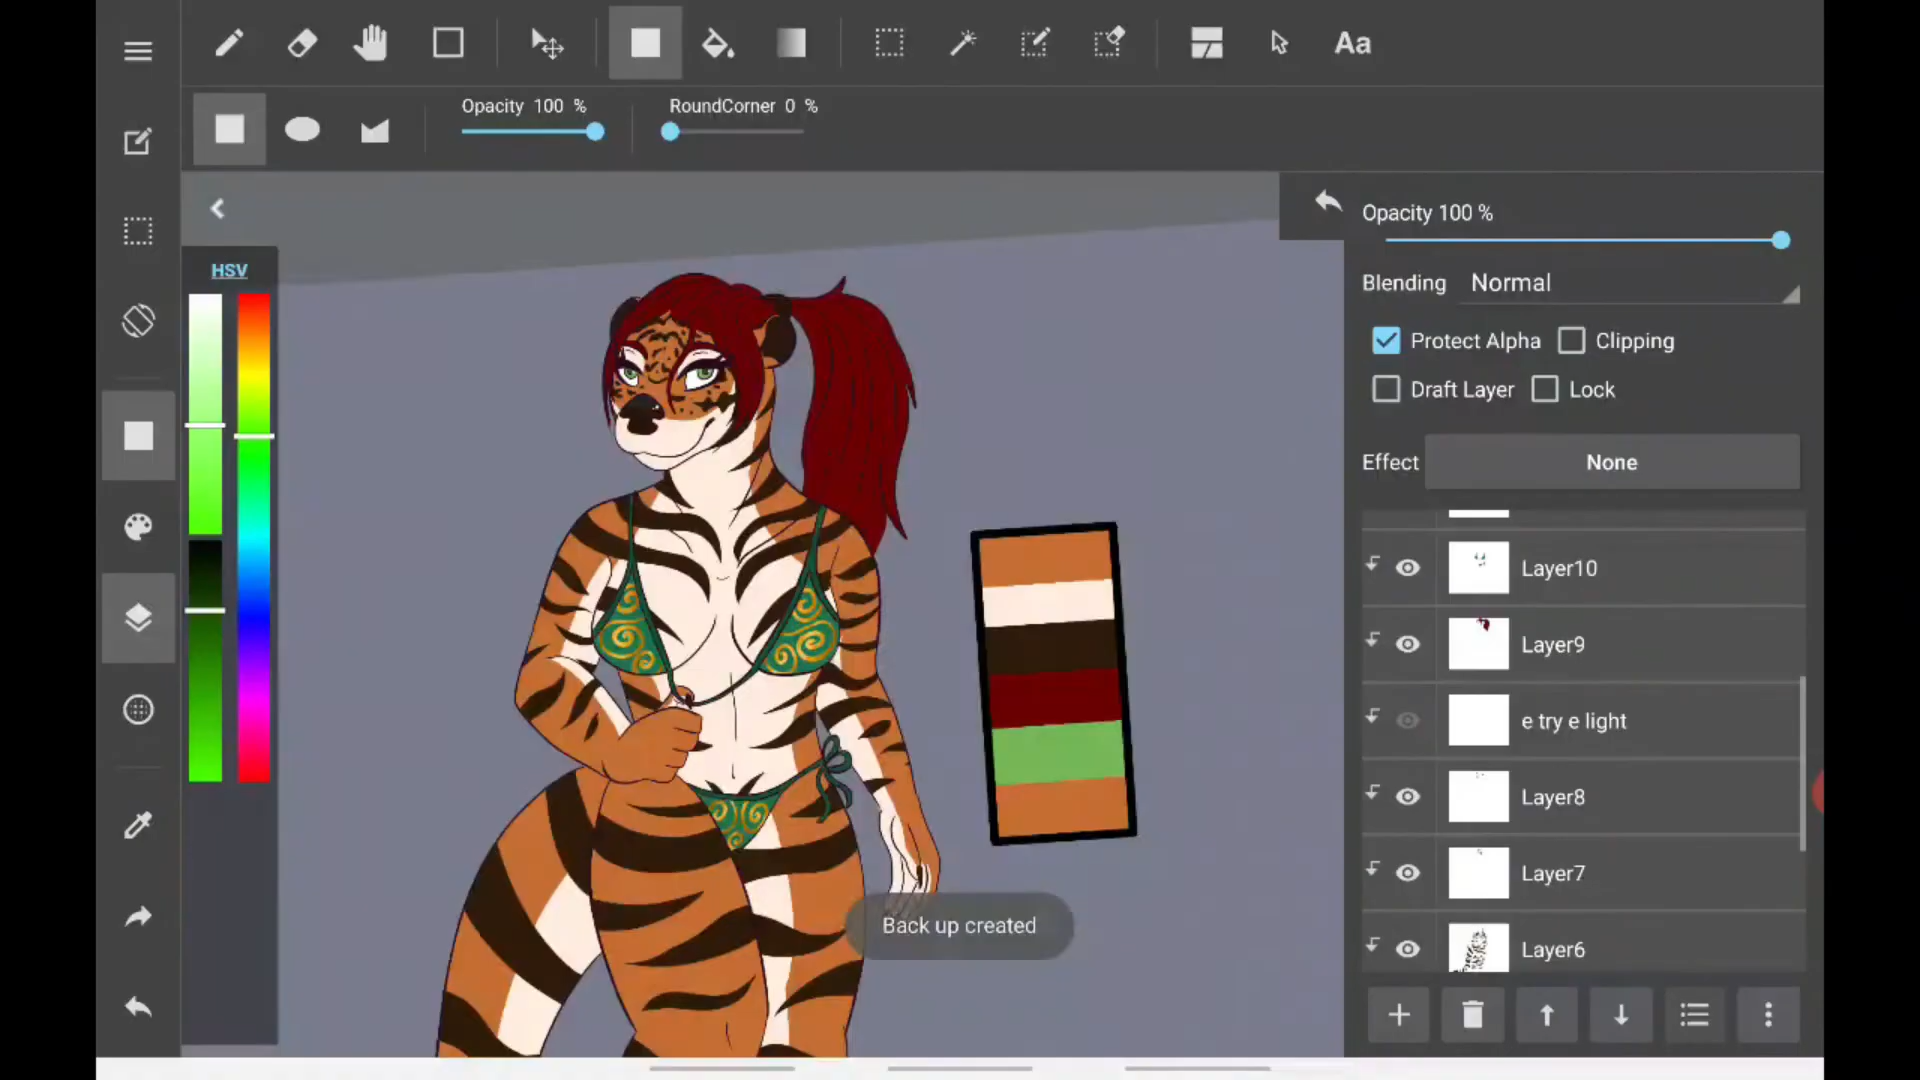 Aa
Opacity 100 %
RoundCorner 0 %
HSV
Opacity 100 %
Blending Normal
Protect Alpha
Clipping
Draft Layer
Lock
Effect None
Layer10
Layer9
e try e light
Layer8
Layer7
Layer6
Back up created